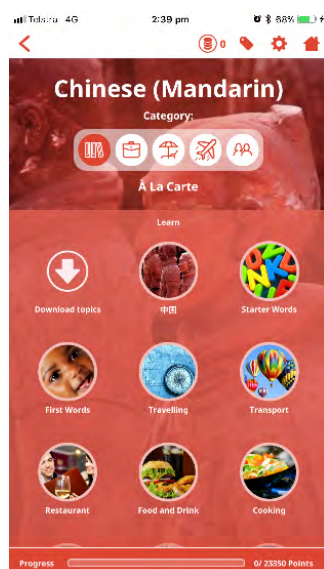 Telstra 4G 2:39 pm 68%
0
Chinese (Mandarin)
Category:
À La Carte
Learn
Download topics 中国 Starter Words
First Words Travelling Transport
Restaurant Food and Drink Cooking
Progress 0/ 23350 Points